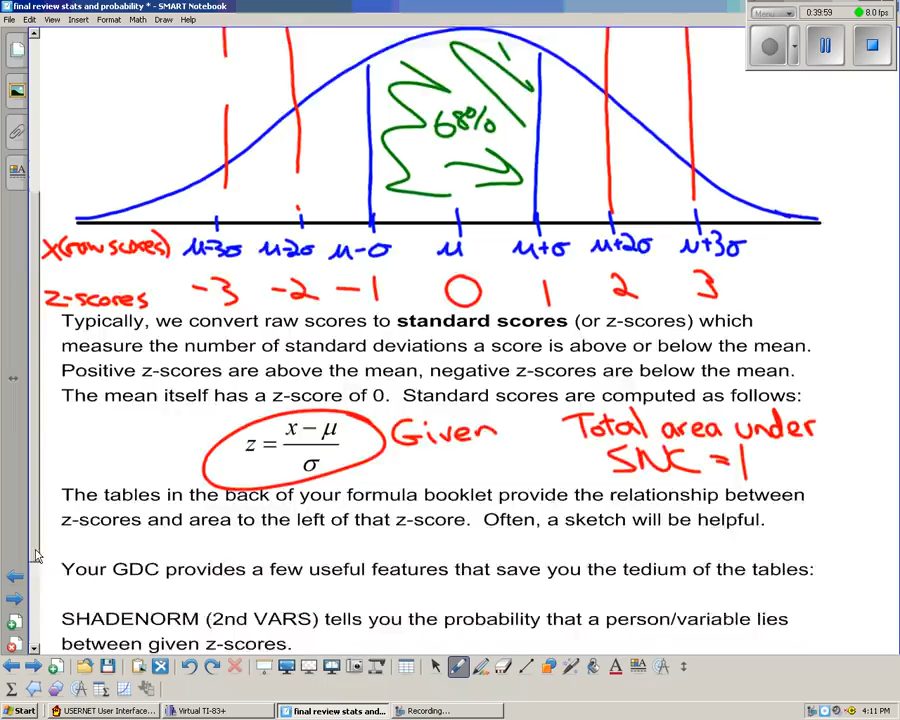 final review stats and probability * - SMART Notebook
File Edit View Insert Format Math Draw Help
Menu 0:39:59 8.0 fps
68%
X(raw scores) μ-3σ μ-2σ μ-σ μ μ+σ μ+2σ μ+3σ
z-scores -3 -2 -1 0 1 2 3
Typically, we convert raw scores to standard scores (or z-scores) which
measure the number of standard deviations a score is above or below the mean.
Positive z-scores are above the mean, negative z-scores are below the mean.
The mean itself has a z-score of 0. Standard scores are computed as follows:
z = (x - μ) / σ Given Total area under
SNC = 1
The tables in the back of your formula booklet provide the relationship between
z-scores and area to the left of that z-score. Often, a sketch will be helpful.
Your GDC provides a few useful features that save you the tedium of the tables:
SHADENORM (2nd VARS) tells you the probability that a person/variable lies
between given z-scores.
Start USERNET User Interface... Virtual TI-83+ final review stats and... Recording... 4:11 PM